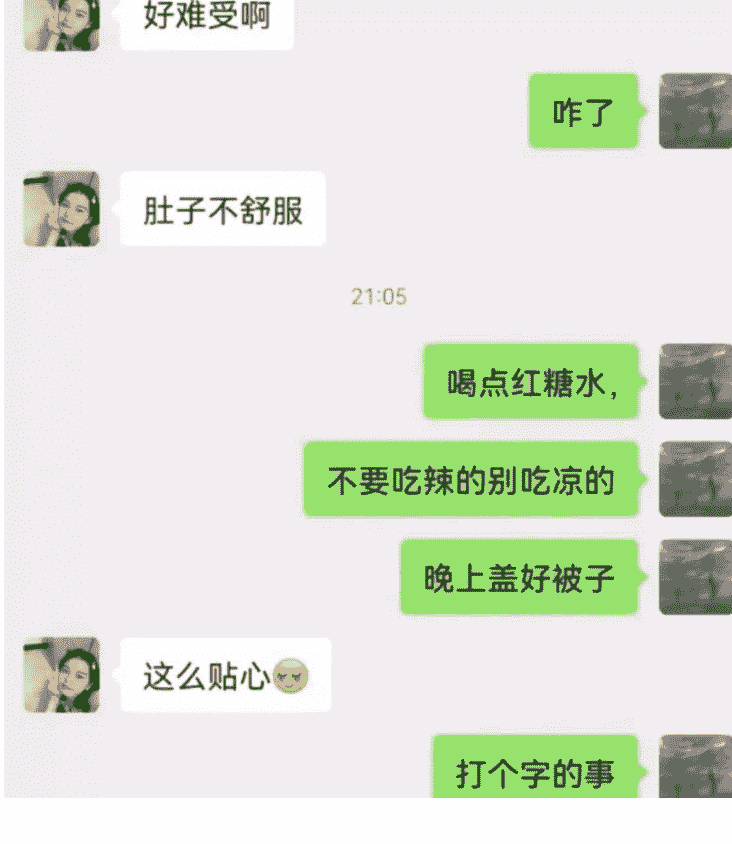 好难受啊
咋了
肚子不舒服
21:05
喝点红糖水,
不要吃辣的别吃凉的
晚上盖好被子
这么贴心
打个字的事